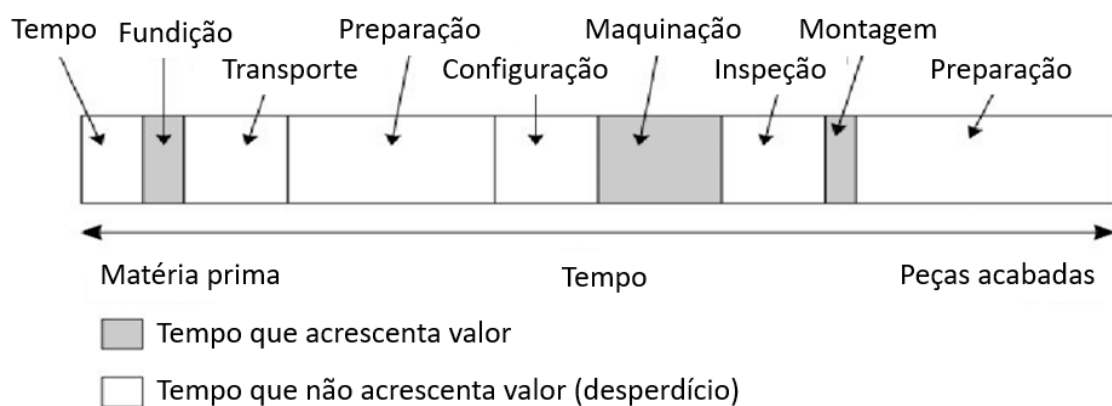 Tempo Fundição Preparação Maquinação Montagem
Transporte Configuração Inspeção Preparação
Matéria prima Tempo Peças acabadas
Tempo que acrescenta valor
Tempo que não acrescenta valor (desperdício)